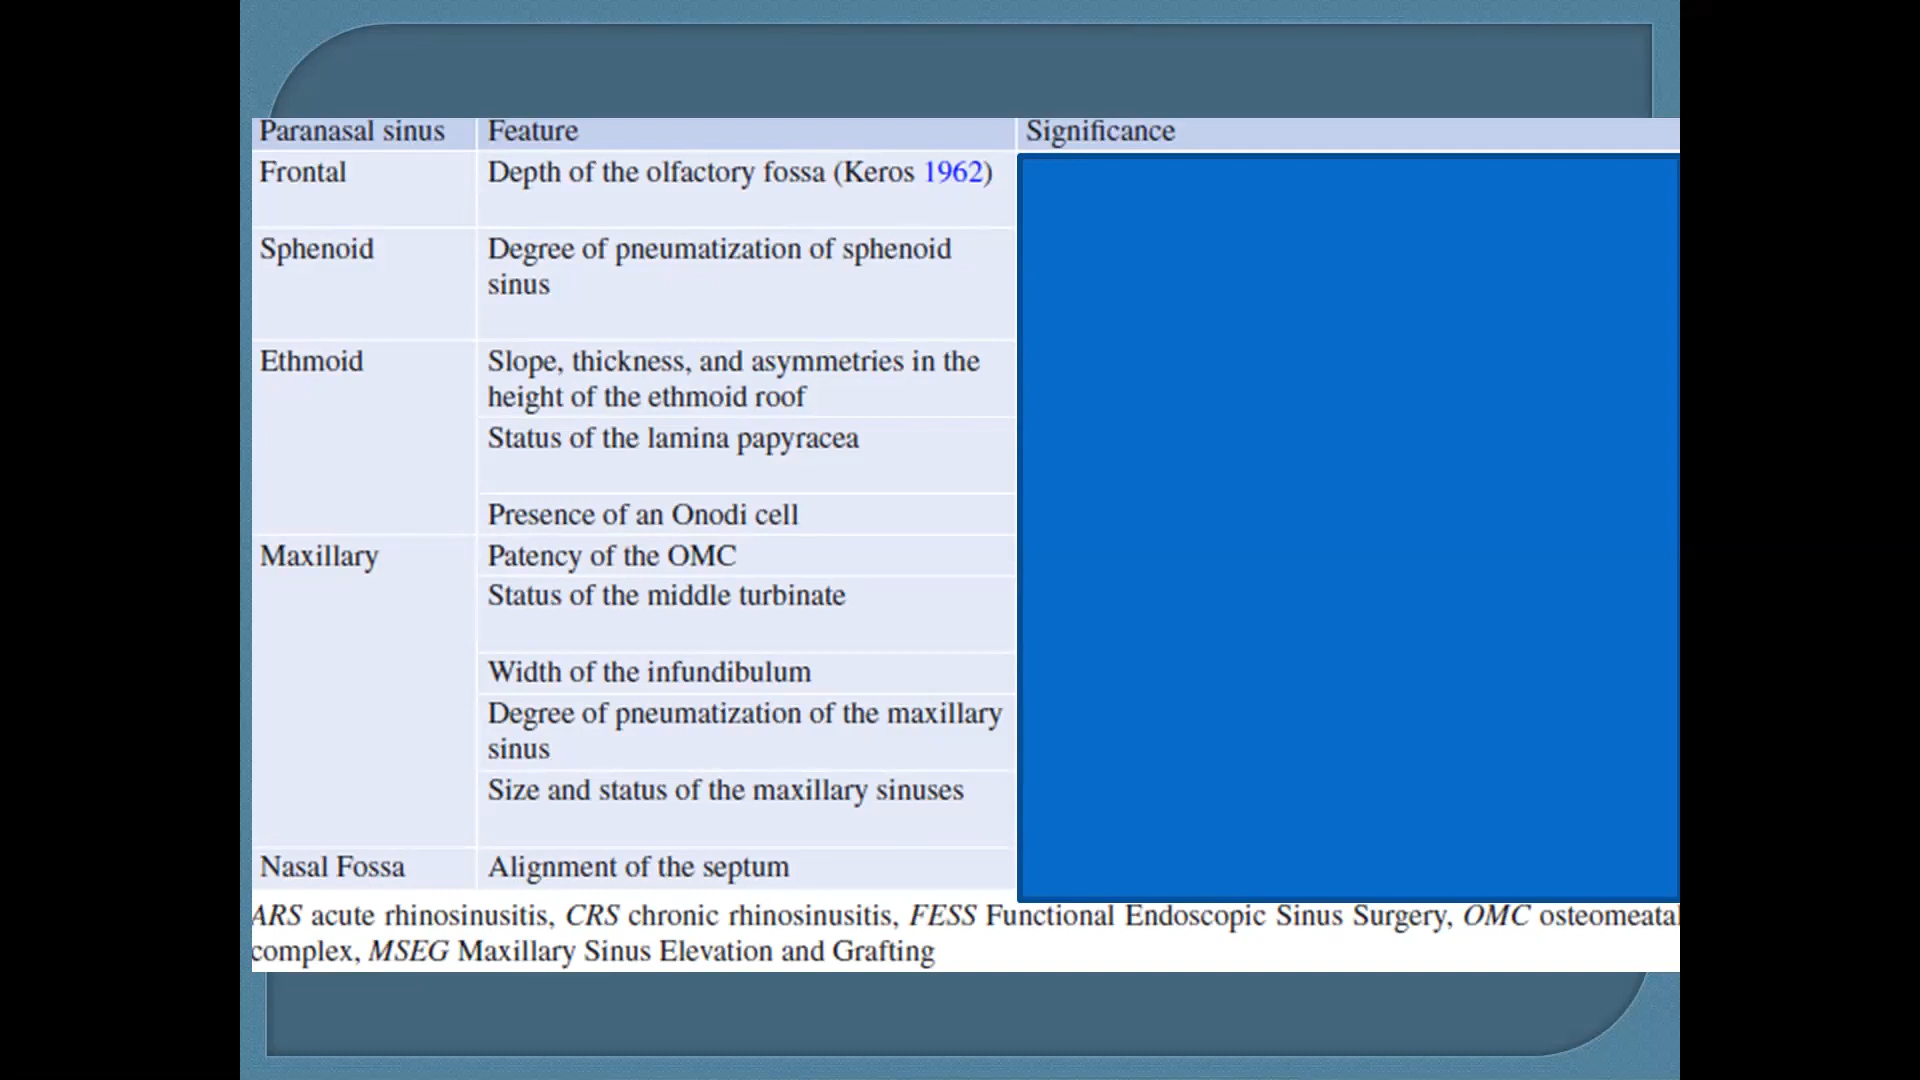 Paranasal sinus Feature Significance
Frontal Depth of the olfactory fossa (Keros 1962)
Sphenoid Degree of pneumatization of sphenoid
sinus
Ethmoid Slope, thickness, and asymmetries in the
height of the ethmoid roof
Status of the lamina papyracea
Presence of an Onodi cell
Maxillary Patency of the OMC
Status of the middle turbinate
Width of the infundibulum
Degree of pneumatization of the maxillary
sinus
Size and status of the maxillary sinuses
Nasal Fossa Alignment of the septum
ARS acute rhinosinusitis, CRS chronic rhinosinusitis, FESS Functional Endoscopic Sinus Surgery, OMC osteomeatal
complex, MSEG Maxillary Sinus Elevation and Grafting